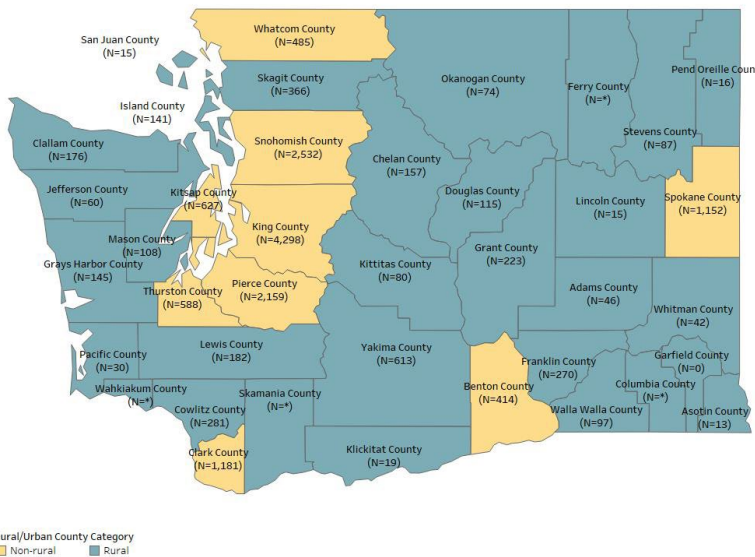 Whatcom County
(N=485)
San Juan County
(N=15)
Skagit County
(N=366)
Okanogan County
(N=74)
Ferry County
(N=*)
Pend Oreille Coun
(N=16)
Island County
(N=141)
Stevens County
(N=87)
Clallam County
(N=176)
Snohomish County
(N=2,532)
Chelan County
(N=157)
Jefferson County
(N=60)
Kitsap County
(N=627)
Douglas County
(N=115)
Lincoln County
(N=15)
Spokane County
(N=1,152)
King County
(N=4,298)
Mason County
(N=108)
Grant County
(N=223)
Grays Harbor County
(N=145)
Kittitas County
(N=80)
Thurston County
(N=588)
Pierce County
(N=2,159)
Adams County
(N=46)
Whitman County
(N=42)
Pacific County
(N=30)
Lewis County
(N=182)
Yakima County
(N=613)
Franklin County
(N=270)
Garfield County
(N=0)
Wahkiakum County
(N=*)
Skamania County
(N=*)
Benton County
(N=414)
Columbia County
(N=*)
Cowlitz County
(N=281)
Walla Walla County
(N=97)
Asotin County
(N=13)
Clark County
(N=1,181)
Klickitat County
(N=19)
ural/Urban County Category
Non-rural Rural